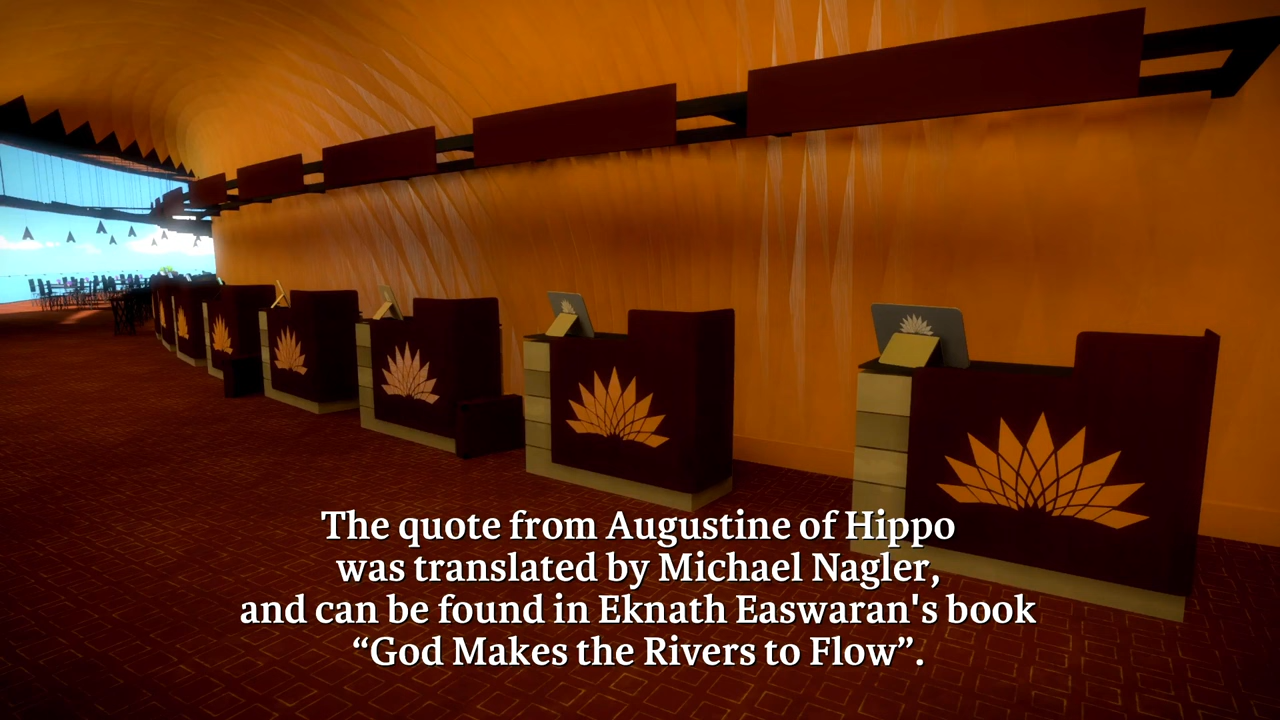 The quote from Augustine of Hippo
was translated by Michael Nagler,
and can be found in Eknath Easwaran's book
“God Makes the Rivers to Flow”.